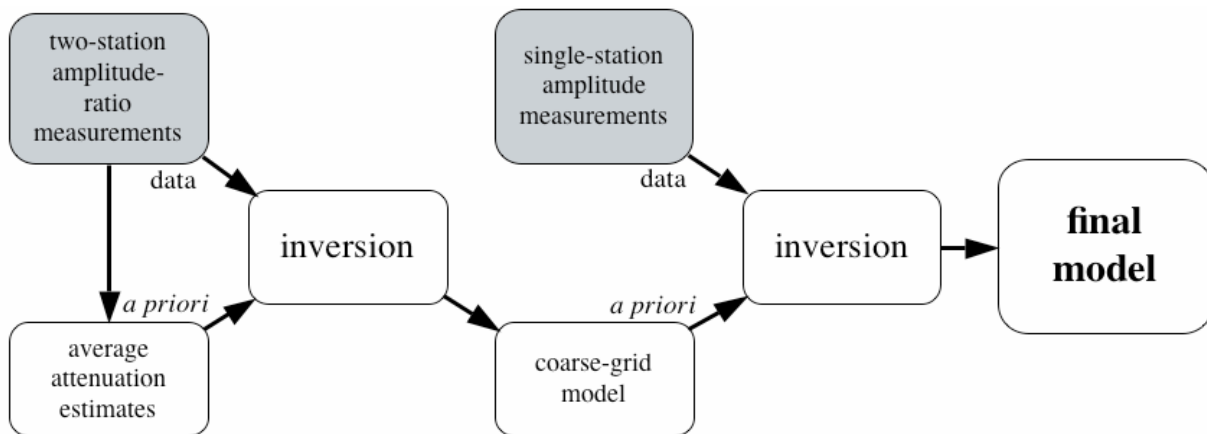 two-station
amplitude-
ratio
measurements
data
inversion
a priori
average
attenuation
estimates
single-station
amplitude
measurements
data
inversion
a priori
coarse-grid
model
final
model